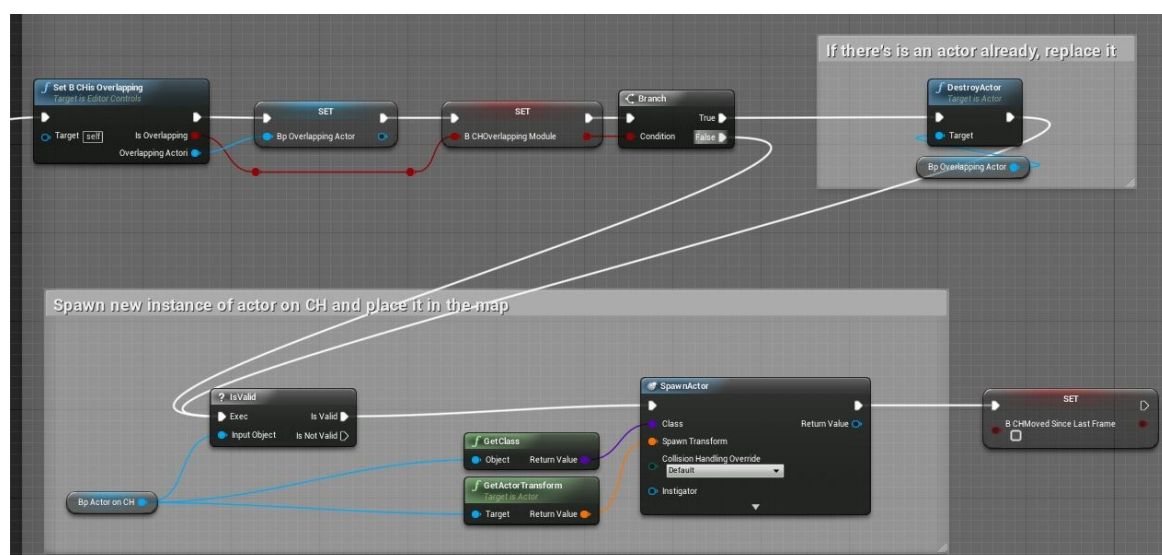 If there's is an actor already, replace it
Set B CHis Overlapping
Target is Editor Controls
Target self
Is Overlapping
Overlapping Actori
SET
Bp Overlapping Actor
SET
B CHOverlapping Module
Branch
Condition
True
False
DestroyActor
Target is Actor
Target
Bp Overlapping Actor
Spawn new instance of actor on CH and place it in the map
? IsValid
Exec
Is Valid
Input Object
Is Not Valid
Bp Actor on CH
GetClass
Object
Return Value
GetActorTransform
Target is Actor
Target
Return Value
SpawnActor
Class
Return Value
Spawn Transform
Collision Handling Override
Default
Instigator
SET
B CHMoved Since Last Frame